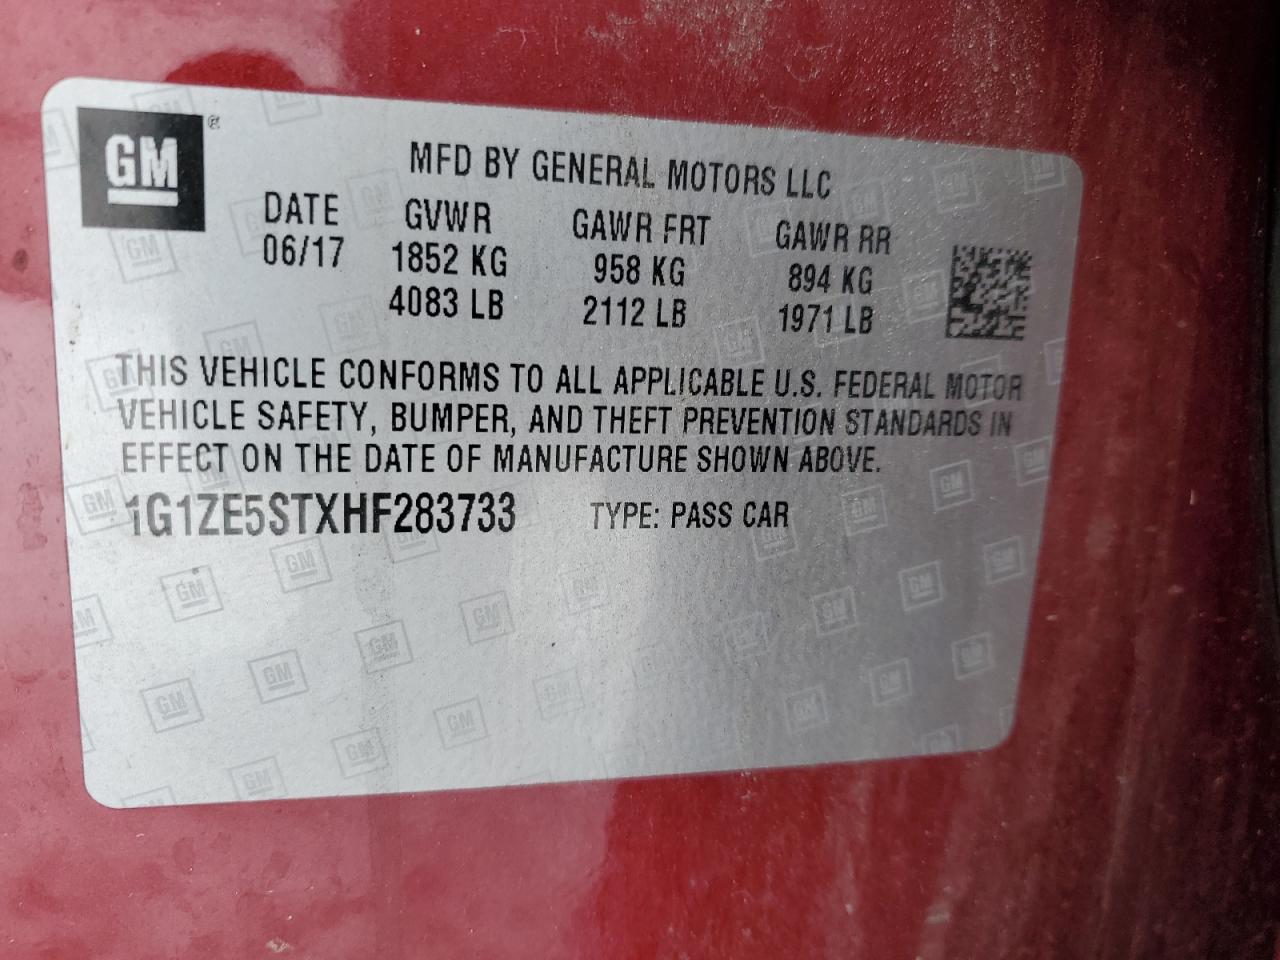 GM®
MFD BY GENERAL MOTORS LLC
DATE GVWR GAWR FRT GAWR RR
06/17 1852 KG 958 KG 894 KG
4083 LB 2112 LB 1971 LB
THIS VEHICLE CONFORMS TO ALL APPLICABLE U.S. FEDERAL MOTOR
VEHICLE SAFETY, BUMPER, AND THEFT PREVENTION STANDARDS IN
EFFECT ON THE DATE OF MANUFACTURE SHOWN ABOVE.
1G1ZE5STXHF283733 TYPE: PASS CAR